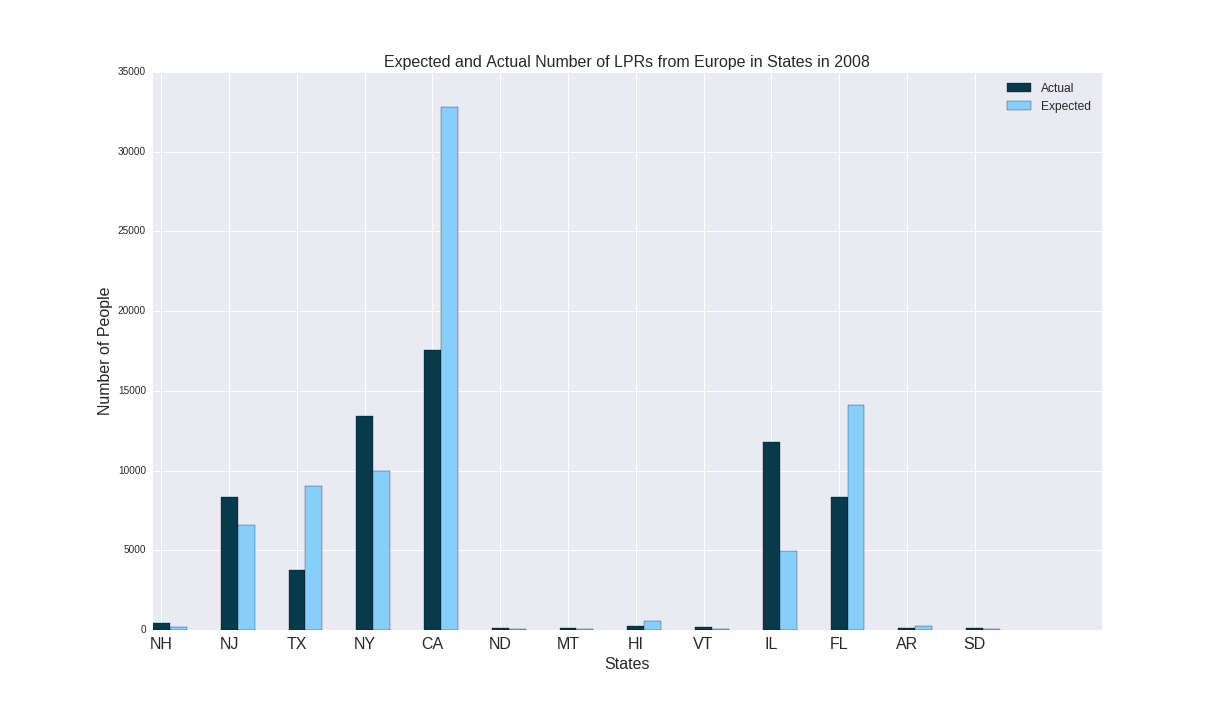 Expected and Actual Number of LPRs from Europe in States in 2008
Actual
Expected
35000
30000
25000
20000
15000
10000
5000
0
Number of People
NH NJ TX NY CA ND MT HI VT IL FL AR SD
States